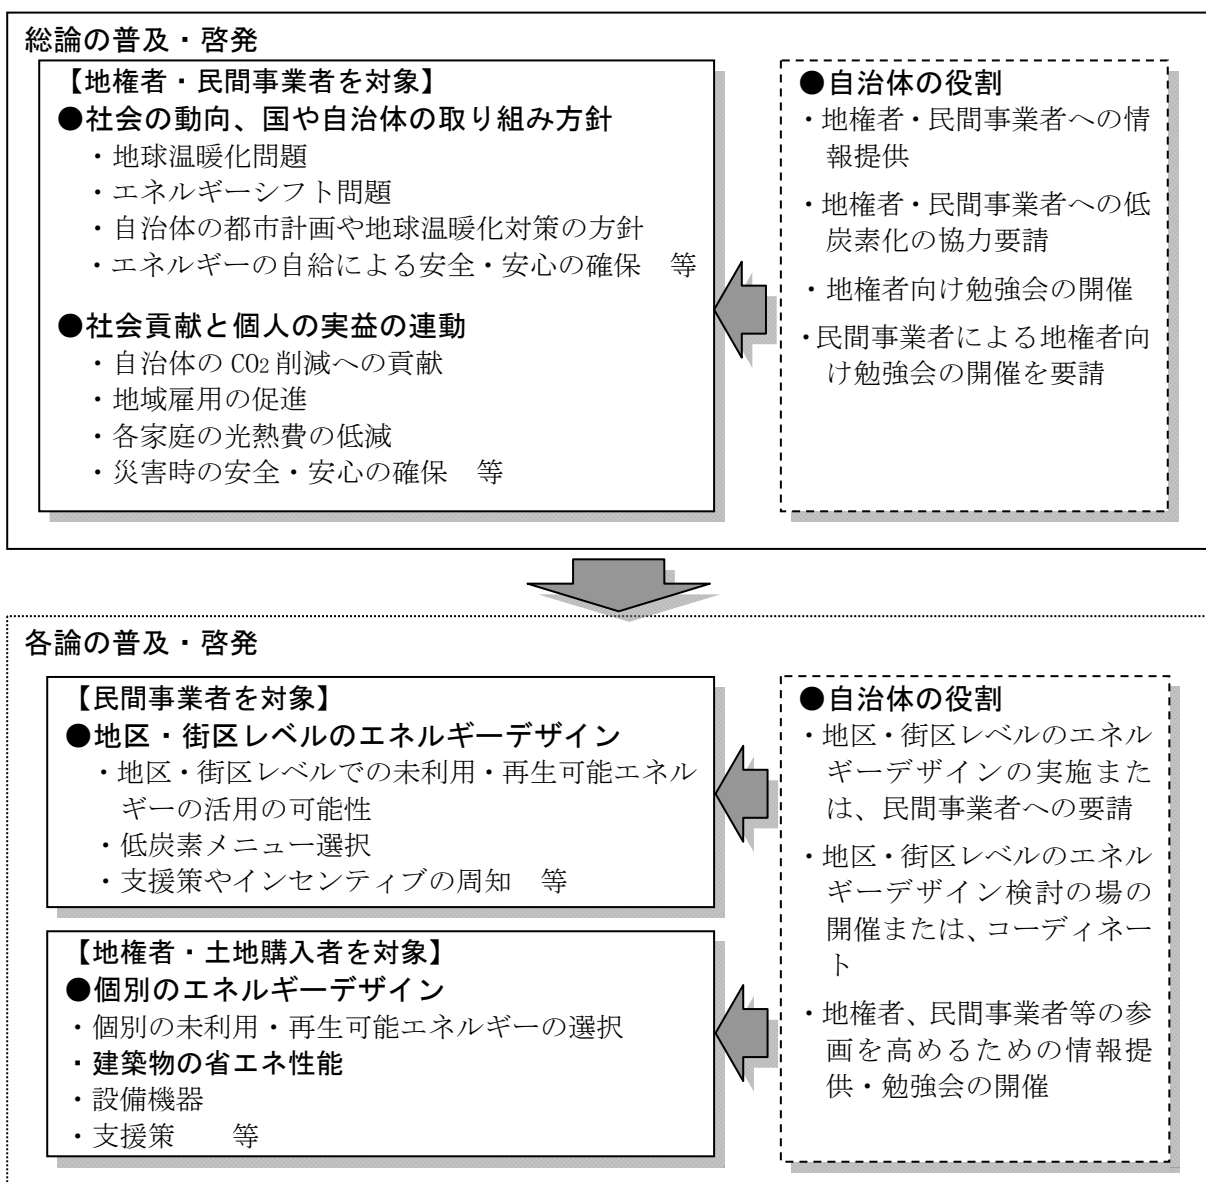 総論の普及・啓発
【地権者・民間事業者を対象】
●社会の動向、国や自治体の取り組み方針
・地球温暖化問題
・エネルギーシフト問題
・自治体の都市計画や地球温暖化対策の方針
・エネルギーの自給による安全・安心の確保　等
●社会貢献と個人の実益の連動
・自治体の CO2 削減への貢献
・地域雇用の促進
・各家庭の光熱費の低減
・災害時の安全・安心の確保　等
●自治体の役割
・地権者・民間事業者への情
報提供
・地権者・民間事業者への低
炭素化の協力要請
・地権者向け勉強会の開催
・民間事業者による地権者向
け勉強会の開催を要請
各論の普及・啓発
【民間事業者を対象】
●地区・街区レベルのエネルギーデザイン
・地区・街区レベルでの未利用・再生可能エネル
ギーの活用の可能性
・低炭素メニュー選択
・支援策やインセンティブの周知　等
【地権者・土地購入者を対象】
●個別のエネルギーデザイン
・個別の未利用・再生可能エネルギーの選択
・建築物の省エネ性能
・設備機器
・支援策　　等
●自治体の役割
・地区・街区レベルのエネル
ギーデザインの実施また
は、民間事業者への要請
・地区・街区レベルのエネル
ギーデザイン検討の場の
開催または、コーディネー
ト
・地権者、民間事業者等の参
画を高めるための情報提
供・勉強会の開催